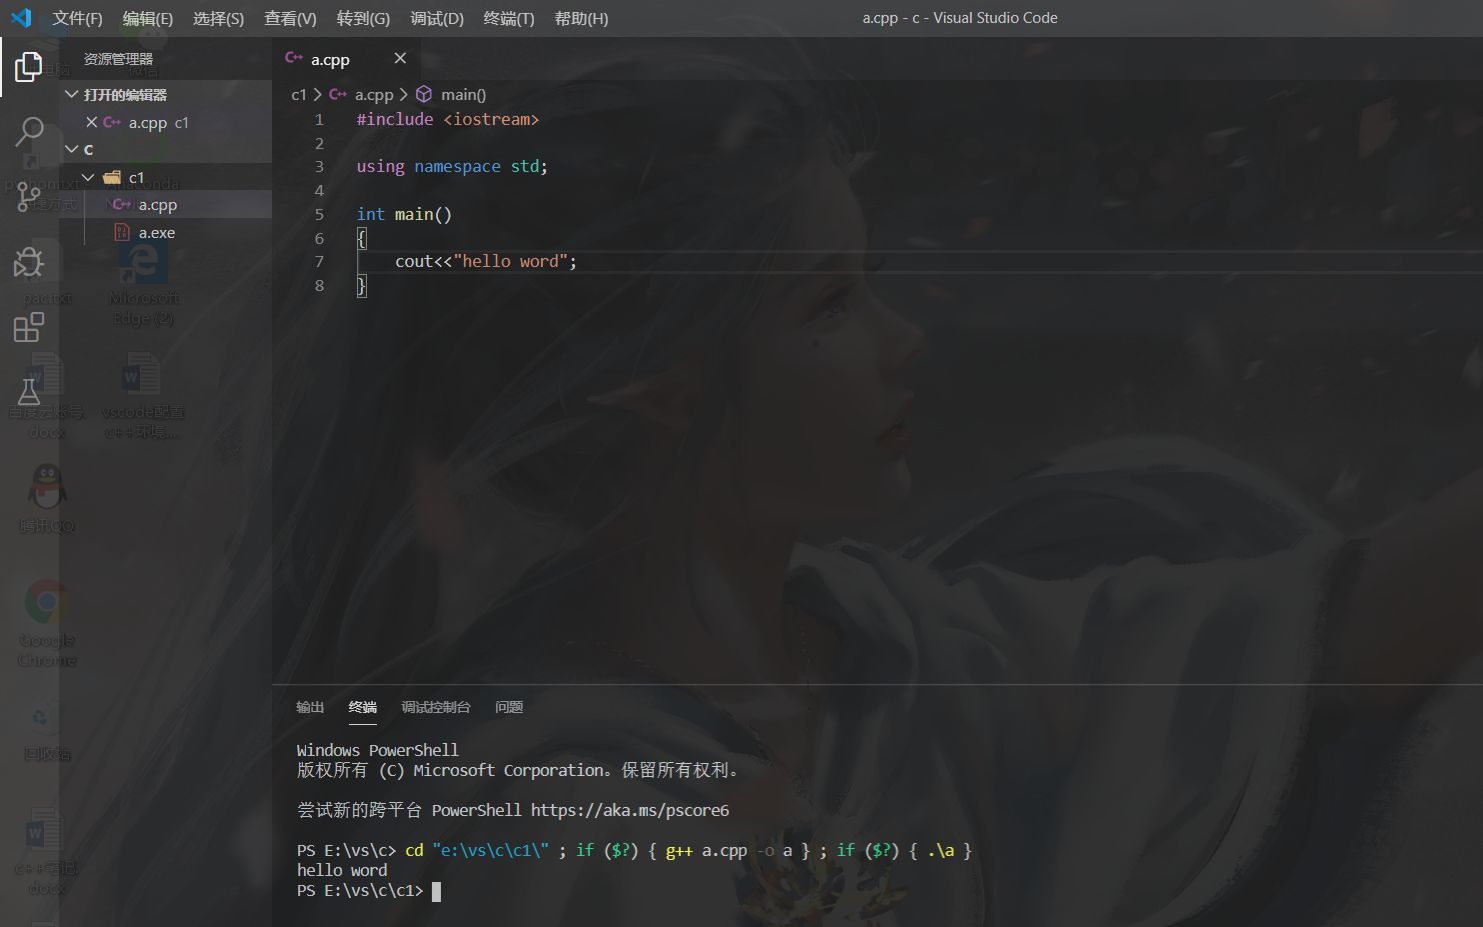 文件(F) 编辑(E) 选择(S) 查看(V) 转到(G) 调试(D) 终端(T) 帮助(H) a.cpp - c - Visual Studio Code
资源管理器
打开的编辑器
a.cpp c1
C
c1
a.cpp
a.exe
微信
pac.txt
Microsoft
Edge (2)
百度云账号.
docx
vscode配置
c++环境...
腾讯QQ
Google
Chrome
回收站
c++笔记.
docx
a.cpp
c1 a.cpp main()
1 #include <iostream>
2
3 using namespace std;
4
5 int main()
6 {
7 cout<<"hello word";
8 }
输出 终端 调试控制台 问题
Windows PowerShell
版权所有 (C) Microsoft Corporation。保留所有权利。
尝试新的跨平台 PowerShell https://aka.ms/pscore6
PS E:\vs\c> cd "e:\vs\c\c1\" ; if ($?) { g++ a.cpp -o a } ; if ($?) { .\a }
hello word
PS E:\vs\c\c1>